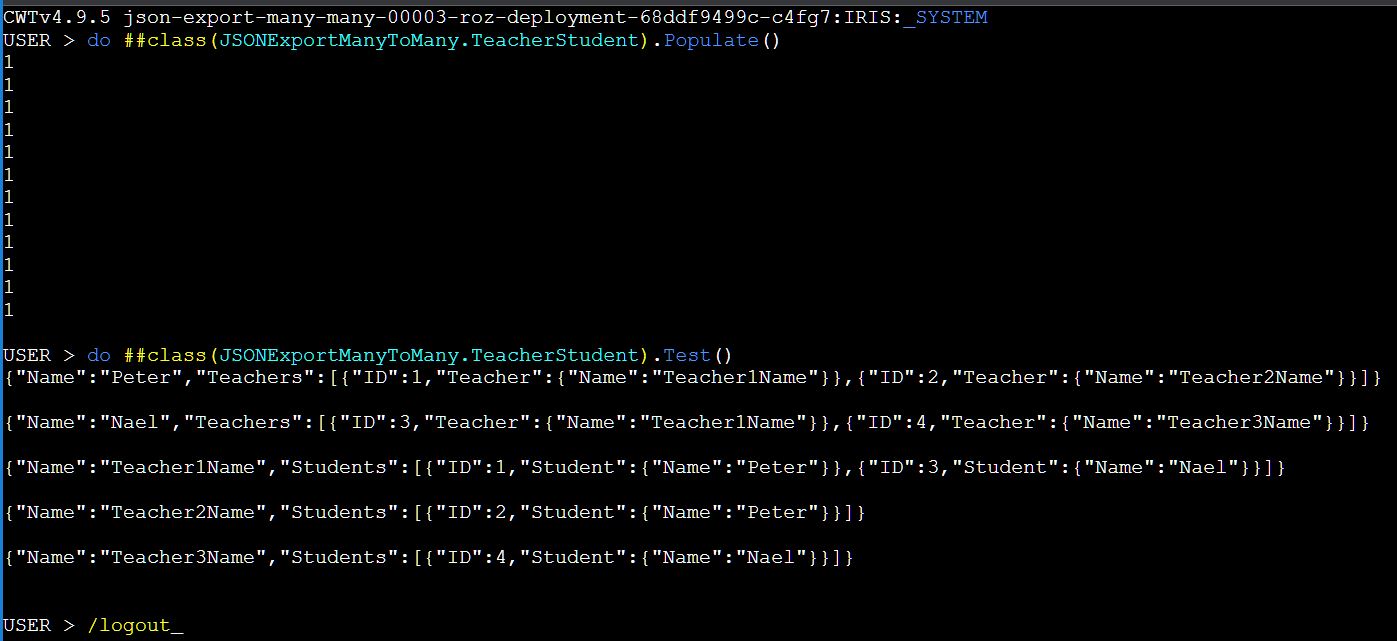 CWTv4.9.5 json-export-many-many-00003-roz-deployment-68ddf9499c-c4fg7:IRIS:_SYSTEM
USER > do ##class(JSONExportManyToMany.TeacherStudent).Populate()
1
1
1
1
1
1
1
1
1
1
1
1
USER > do ##class(JSONExportManyToMany.TeacherStudent).Test()
{"Name":"Peter","Teachers":[{"ID":1,"Teacher":{"Name":"Teacher1Name"}},{"ID":2,"Teacher":{"Name":"Teacher2Name"}}]}
{"Name":"Nael","Teachers":[{"ID":3,"Teacher":{"Name":"Teacher1Name"}},{"ID":4,"Teacher":{"Name":"Teacher3Name"}}]}
{"Name":"Teacher1Name","Students":[{"ID":1,"Student":{"Name":"Peter"}},{"ID":3,"Student":{"Name":"Nael"}}]}
{"Name":"Teacher2Name","Students":[{"ID":2,"Student":{"Name":"Peter"}}]}
{"Name":"Teacher3Name","Students":[{"ID":4,"Student":{"Name":"Nael"}}]}
USER > /logout_